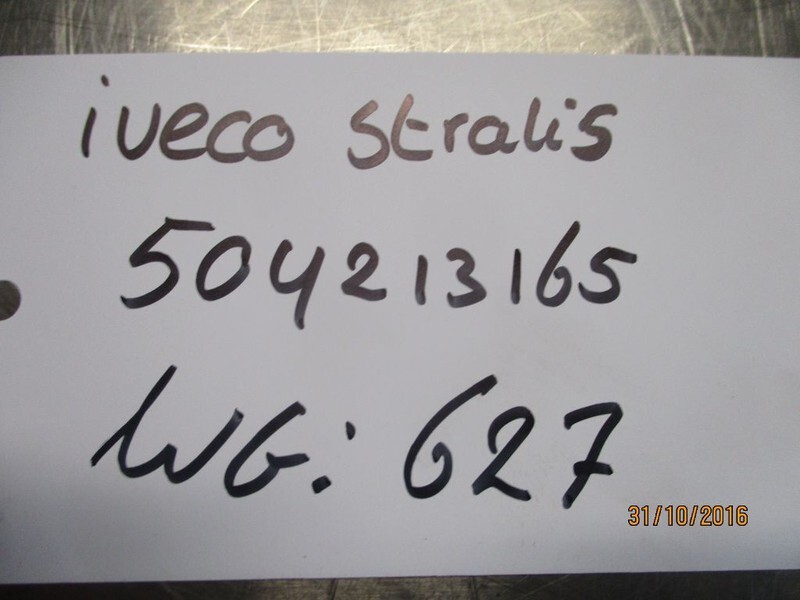 iveco stralis
504213165
WG: 627
31/10/2016